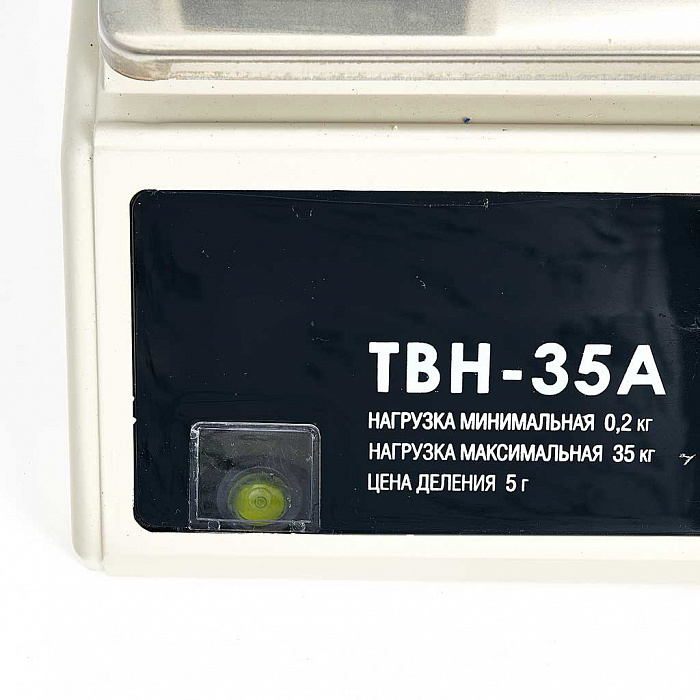 ТВН-35А
НАГРУЗКА МИНИМАЛЬНАЯ 0,2 кг
НАГРУЗКА МАКСИМАЛЬНАЯ 35 кг
ЦЕНА ДЕЛЕНИЯ 5 г